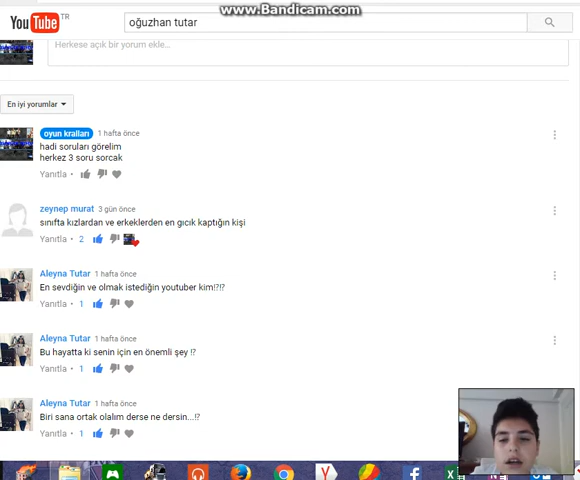 www.Bandicam.com
YouTube TR
oğuzhan tutar
Herkese açık bir yorum ekle...
En iyi yorumlar
oyun kralları 1 hafta önce
hadi soruları görelim
herkez 3 soru sorcak
Yanıtla •
zeynep murat 3 gün önce
sınıfta kızlardan ve erkeklerden en gıcık kaptığın kişi
Yanıtla • 2
Aleyna Tutar 1 hafta önce
En sevdiğin ve olmak istediğin youtuber kim!?!?
Yanıtla • 1
Aleyna Tutar 1 hafta önce
Bu hayatta ki senin için en önemli şey !?
Yanıtla • 1
Aleyna Tutar 1 hafta önce
Biri sana ortak olalım derse ne dersin...!?
Yanıtla • 1